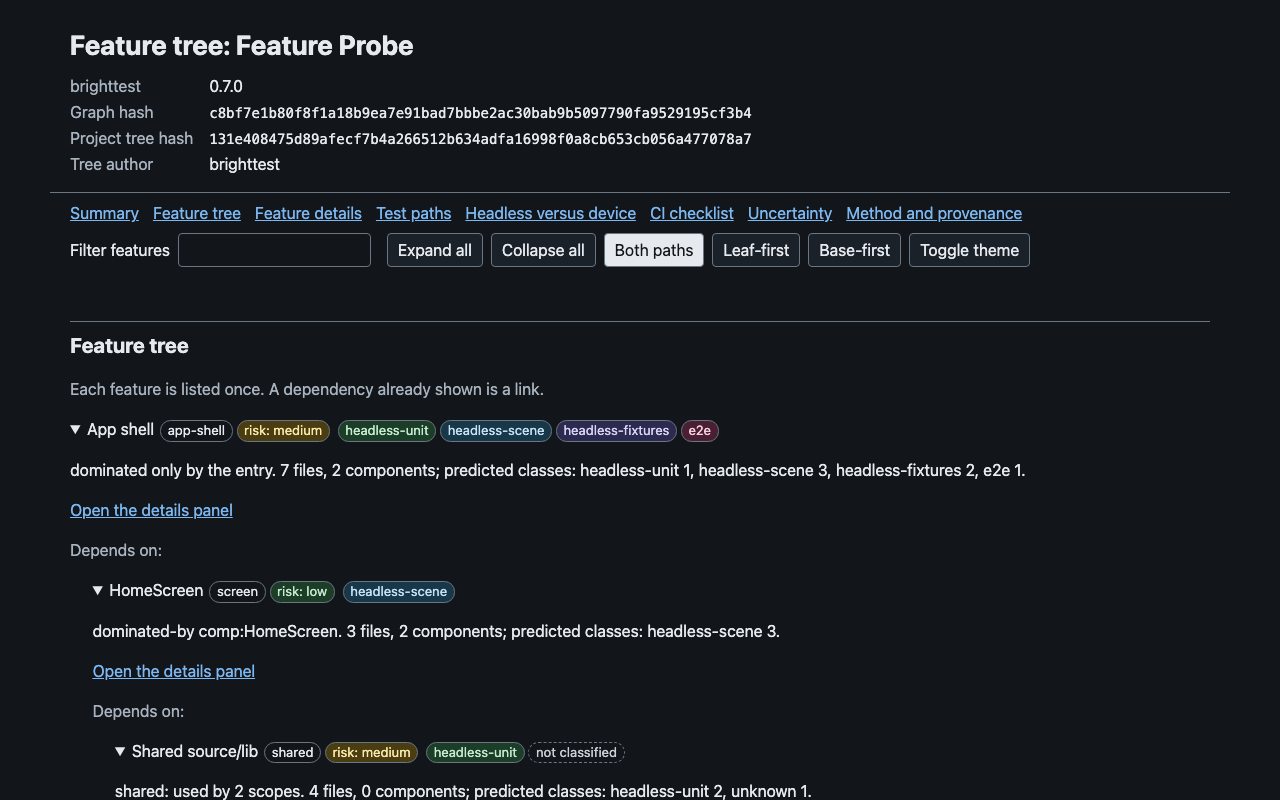 Feature tree: Feature Probe
brighttest 0.7.0
Graph hash c8bf7e1b80f8f1a18b9ea7e91bad7bbbe2ac30bab9b5097790fa9529195cf3b4
Project tree hash 131e408475d89afecf7b4a266512b634adfa16998f0a8cb653cb056a477078a7
Tree author brighttest
Summary Feature tree Feature details Test paths Headless versus device CI checklist Uncertainty Method and provenance
Filter features Expand all Collapse all Both paths Leaf-first Base-first Toggle theme
Feature tree
Each feature is listed once. A dependency already shown is a link.
▼ App shell app-shell risk: medium headless-unit headless-scene headless-fixtures e2e
dominated only by the entry. 7 files, 2 components; predicted classes: headless-unit 1, headless-scene 3, headless-fixtures 2, e2e 1.
Open the details panel
Depends on:
▼ HomeScreen screen risk: low headless-scene
dominated-by comp:HomeScreen. 3 files, 2 components; predicted classes: headless-scene 3.
Open the details panel
Depends on:
▼ Shared source/lib shared risk: medium headless-unit not classified
shared: used by 2 scopes. 4 files, 0 components; predicted classes: headless-unit 2, unknown 1.